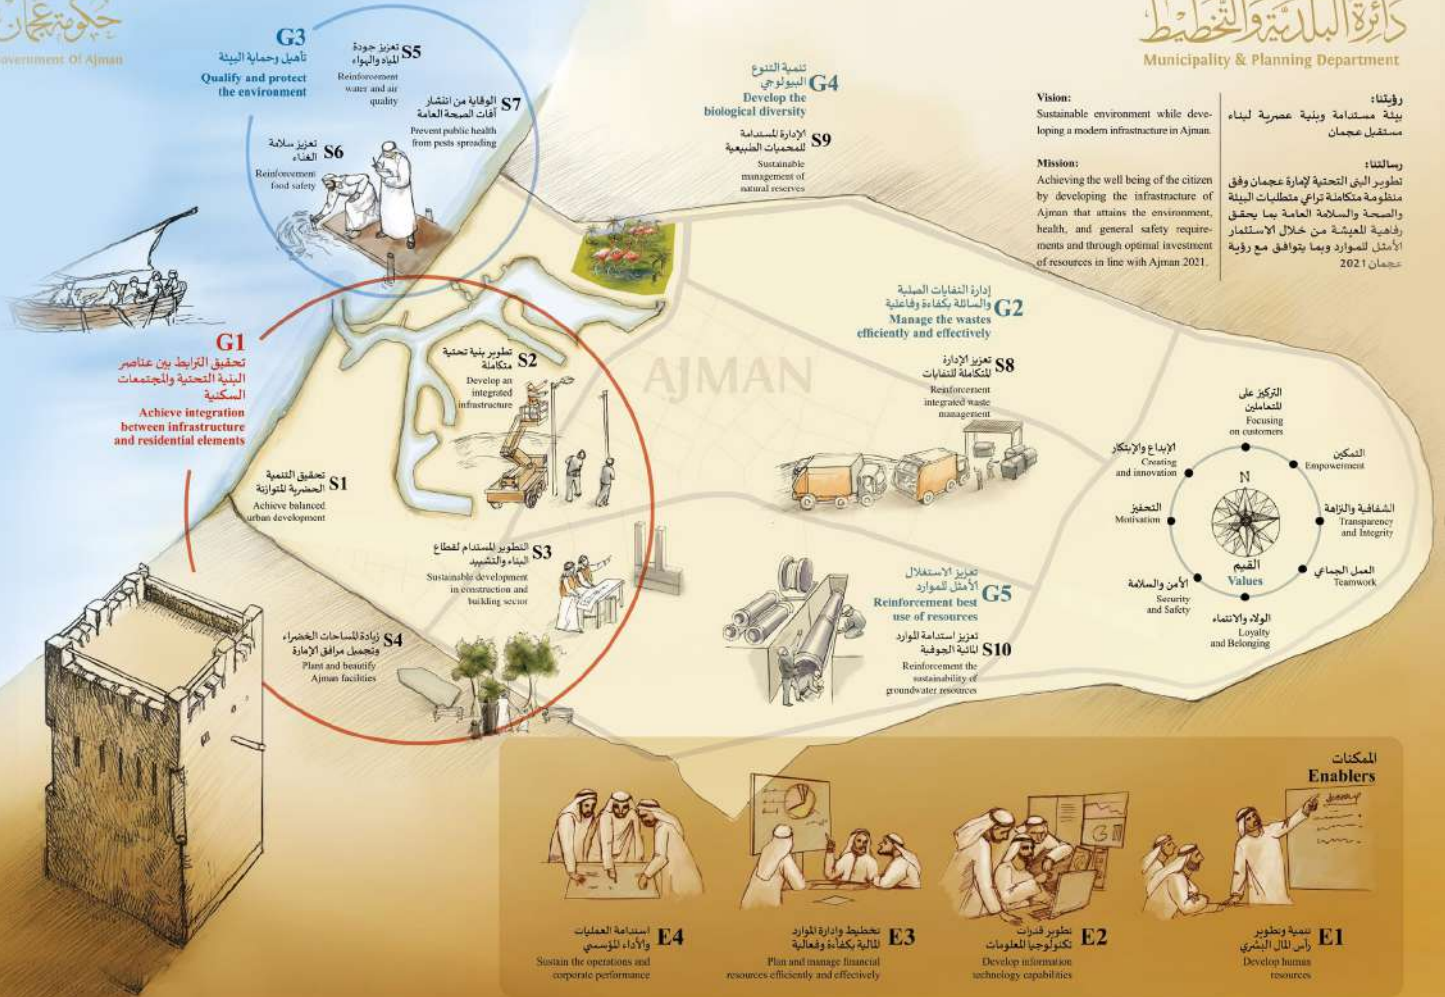 حكومة عجمان
Government Of Ajman
دائرة البلدية والتخطيط
Municipality & Planning Department
Vision:
Sustainable environment while deve-
loping a modern infrastructure in Ajman.
Mission:
Achieving the well being of the citizen
by developing the infrastructure of
Ajman that attains the environment,
health, and general safety require-
ments and through optimal investment
of resources in line with Ajman 2021.
رؤيتنا:
بيئة مستدامة وبنية عصرية لبناء
مستقبل عجمان
رسالتنا:
تطوير البنى التحتية لإمارة عجمان وفق
منظومة متكاملة تراعي متطلبات البيئة
والصحة والسلامة العامة بما يحقق
رفاهية المعيشة من خلال الاستثمار
الأمثل للموارد وبما يتوافق مع رؤية
عجمان 2021
G3
تأهيل وحماية البيئة
Qualify and protect
the environment
S5
تعزيز جودة
المياه والهواء
Reinforcement
water and air
quality
S7
الوقاية من انتشار
آفات الصحة العامة
Prevent public health
from pests spreading
S6
تعزيز سلامة
الغذاء
Reinforcement
food safety
G4
تنمية التنوع
البيولوجي
Develop the
biological diversity
S9
الإدارة المستدامة
للمحميات الطبيعية
Sustainable
management of
natural reserves
G1
تحقيق الترابط بين عناصر
البنية التحتية والمجتمعات
السكنية
Achieve integration
between infrastructure
and residential elements
S2
تطوير بنية تحتية
متكاملة
Develop an
integrated
infrastructure
S1
تحقيق التنمية
الحضرية المتوازنة
Achieve balanced
urban development
S3
التطوير المستدام لقطاع
البناء والتشييد
Sustainable development
in construction and
building sector
S4
زيادة المساحات الخضراء
وتجميل مرافق الإمارة
Plant and beautify
Ajman facilities
AJMAN
G2
إدارة النفايات الصلبة
والسائلة بكفاءة وفاعلية
Manage the wastes
efficiently and effectively
S8
تعزيز الإدارة
المتكاملة للنفايات
Reinforcement
integrated waste
management
G5
تعزيز الاستغلال
الأمثل للموارد
Reinforcement best
use of resources
S10
تعزيز استدامة الموارد
المائية الجوفية
Reinforcement the
sustainability of
groundwater resources
التركيز على
المتعاملين
Focusing
on customers
التمكين
Empowerment
الشفافية والنزاهة
Transparency
and Integrity
العمل الجماعي
Teamwork
الولاء والانتماء
Loyalty
and Belonging
الأمن والسلامة
Security
and Safety
التحفيز
Motivation
الإبداع والإبتكار
Creating
and innovation
N
القيم
Values
الممكنات
Enablers
E1
تنمية وتطوير
رأس المال البشري
Develop human
resources
E2
تطوير قدرات
تكنولوجيا المعلومات
Develop information
technology capabilities
E3
تخطيط وإدارة الموارد
المالية بكفاءة وفعالية
Plan and manage financial
resources efficiently and effectively
E4
استدامة العمليات
والأداء المؤسسي
Sustain the operations and
corporate performance